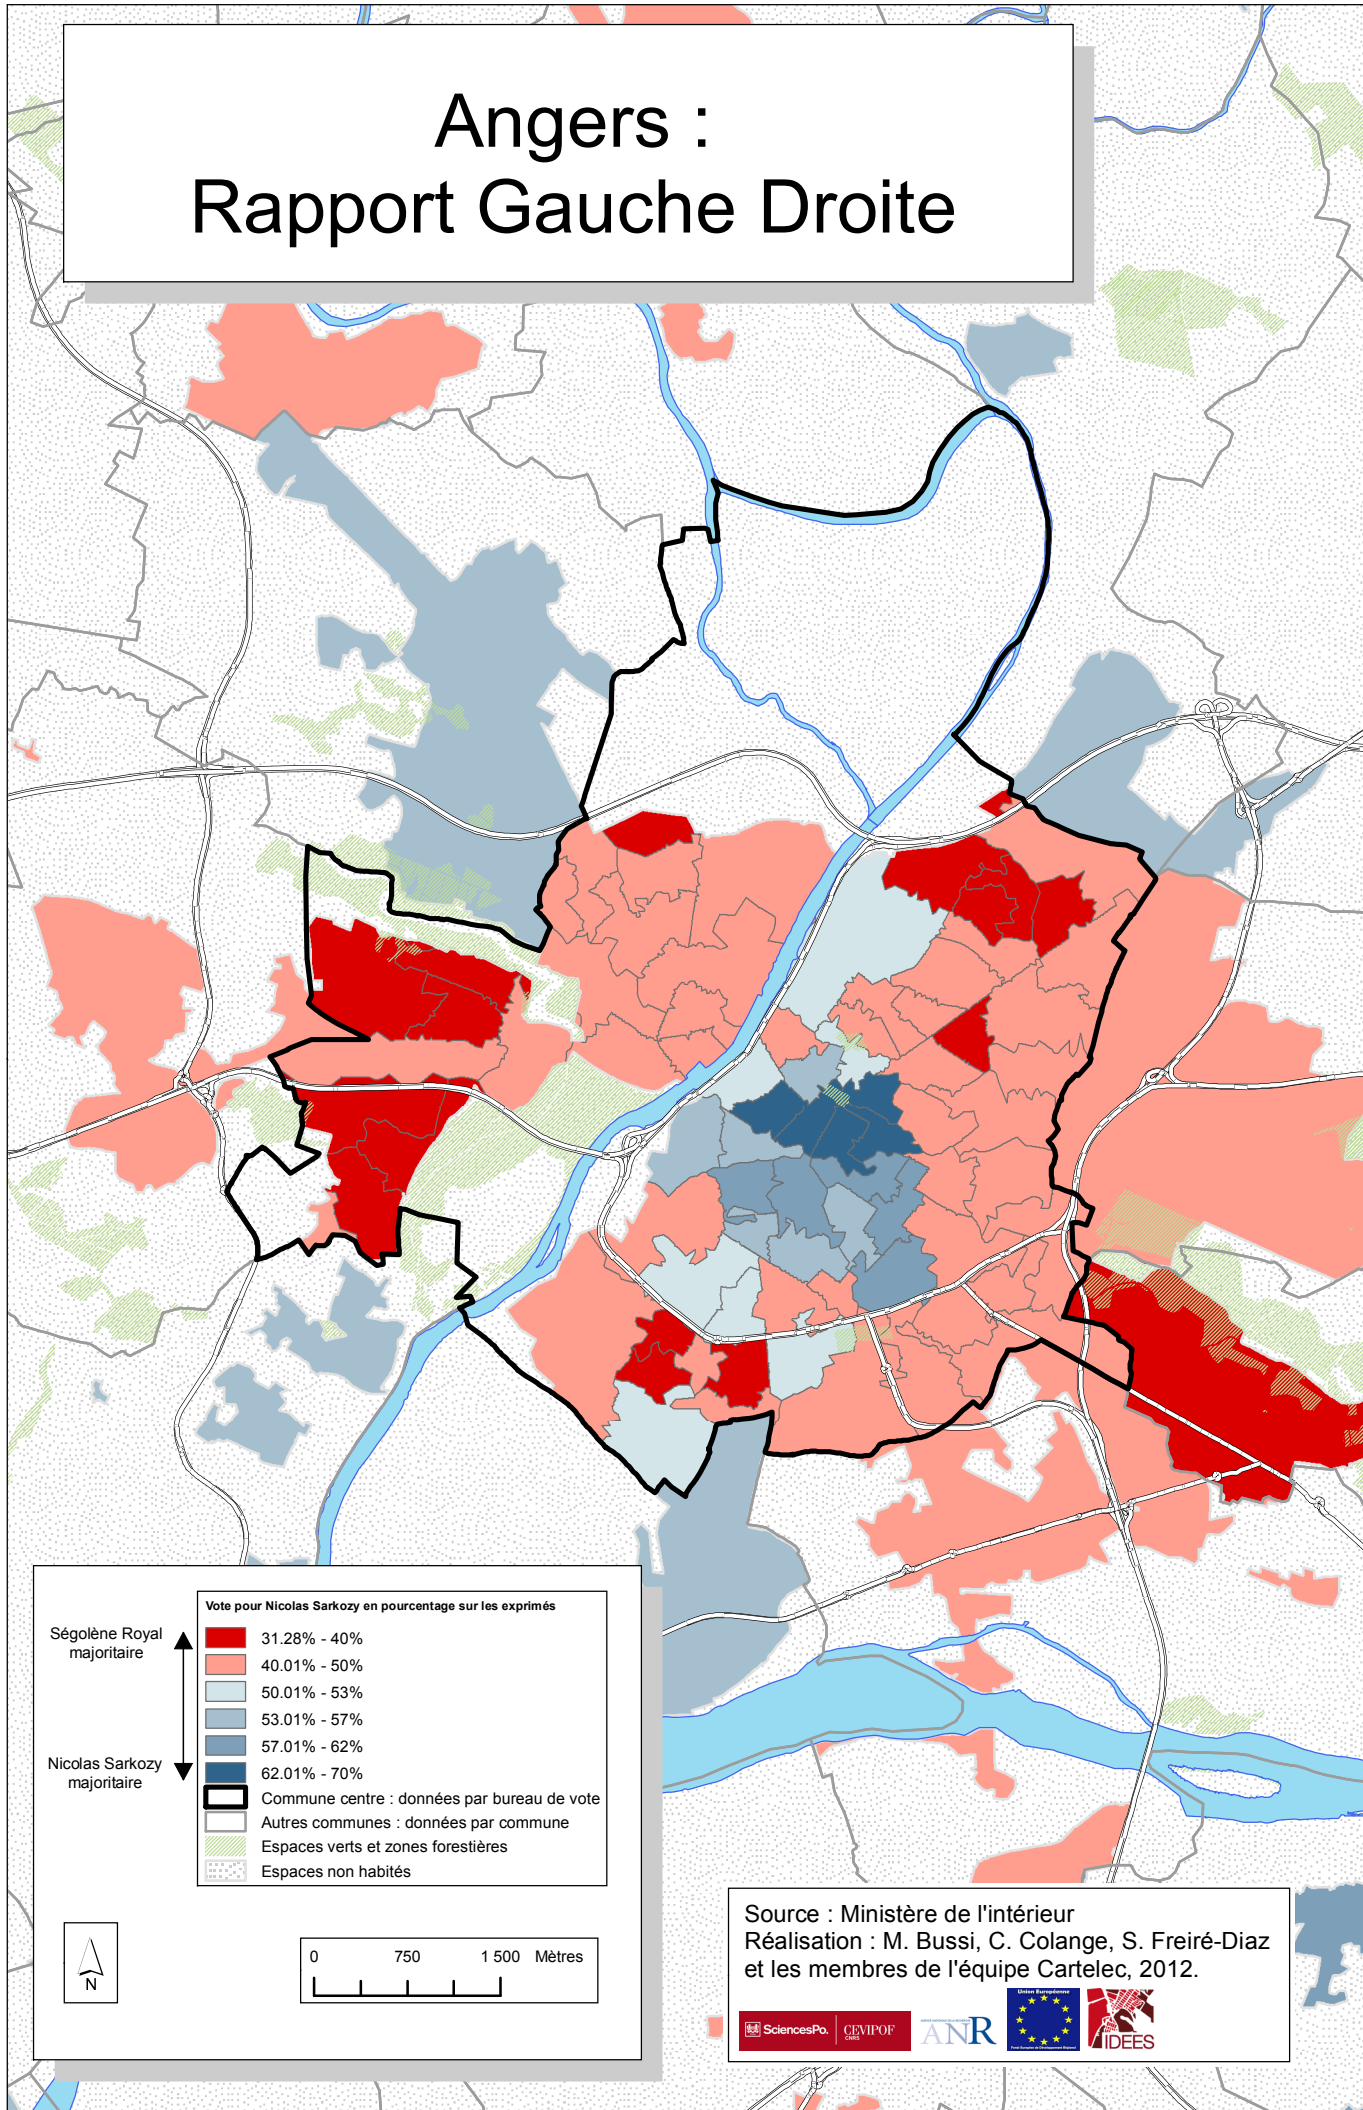 Angers :
Rapport Gauche Droite
Vote pour Nicolas Sarkozy en pourcentage sur les exprimés
Ségolène Royal
majoritaire
31.28% - 40%
40.01% - 50%
50.01% - 53%
53.01% - 57%
57.01% - 62%
Nicolas Sarkozy
majoritaire
62.01% - 70%
Commune centre : données par bureau de vote
Autres communes : données par commune
Espaces verts et zones forestières
Espaces non habités
N
0 750 1 500 Mètres
Source : Ministère de l'intérieur
Réalisation : M. Bussi, C. Colange, S. Freiré-Diaz
et les membres de l'équipe Cartelec, 2012.
SciencesPo.
CEVIPOF
CNRS
ANR
Union Européenne
IDEES